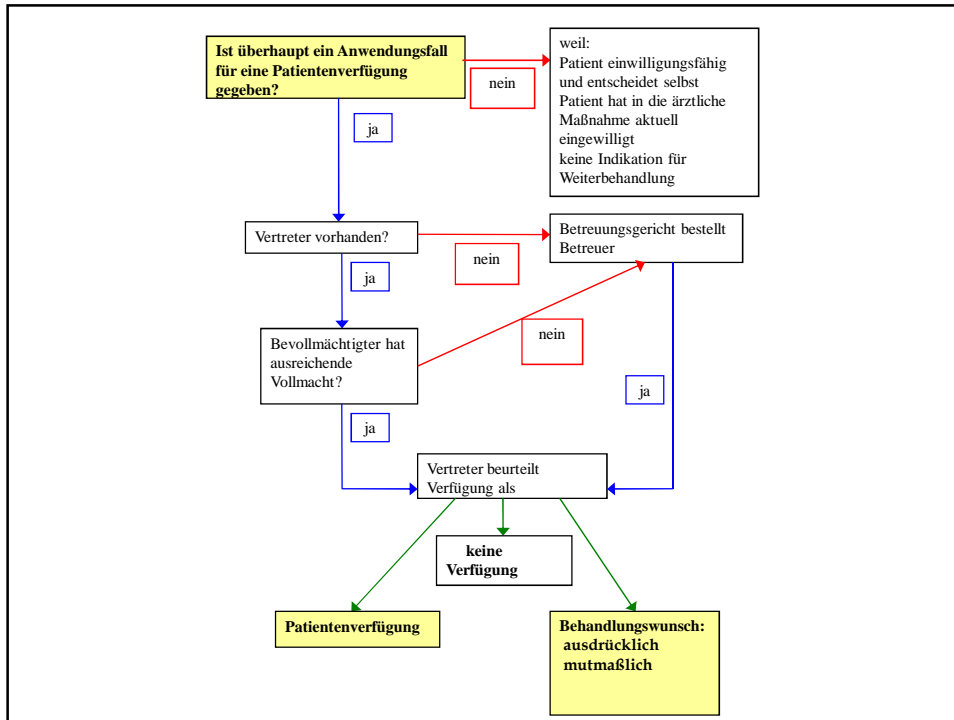 Ist überhaupt ein Anwendungsfall
für eine Patientenverfügung
gegeben?
nein
weil:
Patient einwilligungsfähig
und entscheidet selbst
Patient hat in die ärztliche
Maßnahme aktuell
eingewilligt
keine Indikation für
Weiterbehandlung
ja
Vertreter vorhanden?
nein
Betreuungsgericht bestellt
Betreuer
ja
Bevollmächtigter hat
ausreichende
Vollmacht?
nein
ja
ja
Vertreter beurteilt
Verfügung als
keine
Verfügung
Patientenverfügung
Behandlungswunsch:
ausdrücklich
mutmaßlich